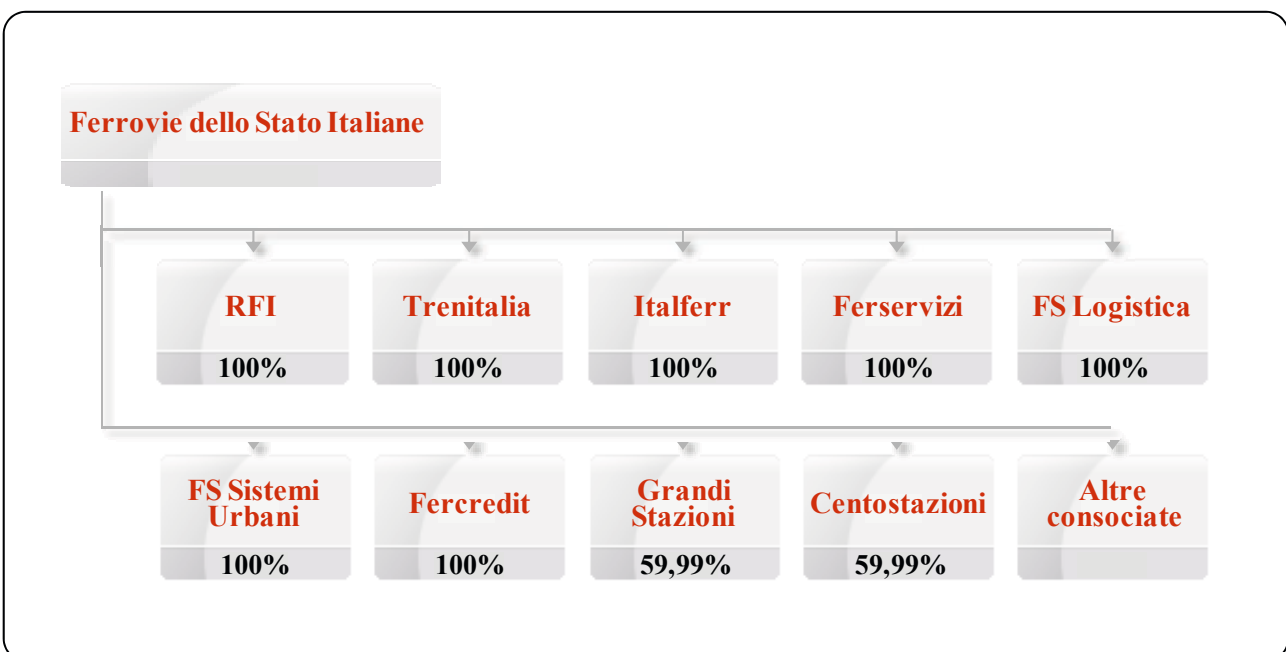 Ferrovie dello Stato Italiane
RFI
100%
Trenitalia
100%
Italferr
100%
Ferservizi
100%
FS Logistica
100%
FS Sistemi
Urbani
100%
Fercredit
100%
Grandi
Stazioni
59,99%
Centostazioni
59,99%
Altre
consociate